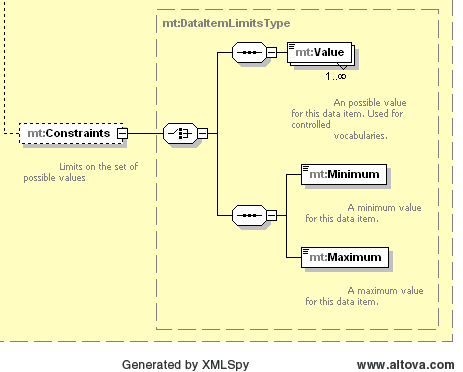 mt:DataItemLimitsType
mt:Value
1..∞
An possible value
for this data item. Used for
controlled
vocabularies.
mt:Constraints
Limits on the set of
possible values
mt:Minimum
A minimum value
for this data item.
mt:Maximum
A maximum value
for this data item.
Generated by XMLSpy
www.altova.com